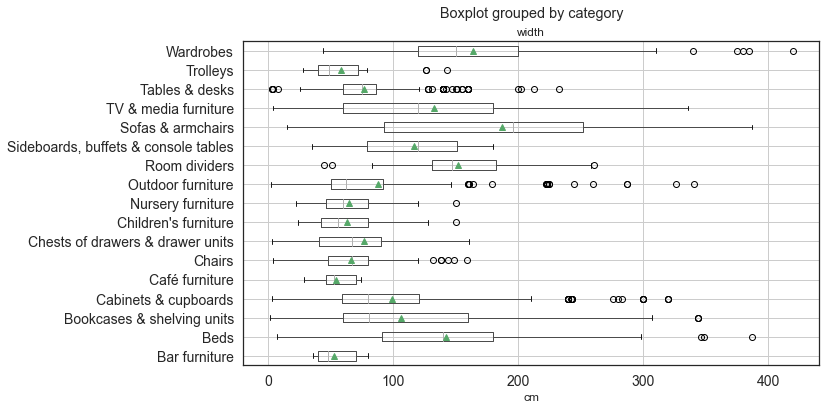 Boxplot grouped by category
width
Wardrobes
Trolleys
Tables & desks
TV & media furniture
Sofas & armchairs
Sideboards, buffets & console tables
Room dividers
Outdoor furniture
Nursery furniture
Children's furniture
Chests of drawers & drawer units
Chairs
Café furniture
Cabinets & cupboards
Bookcases & shelving units
Beds
Bar furniture
0 100 200 300 400
cm